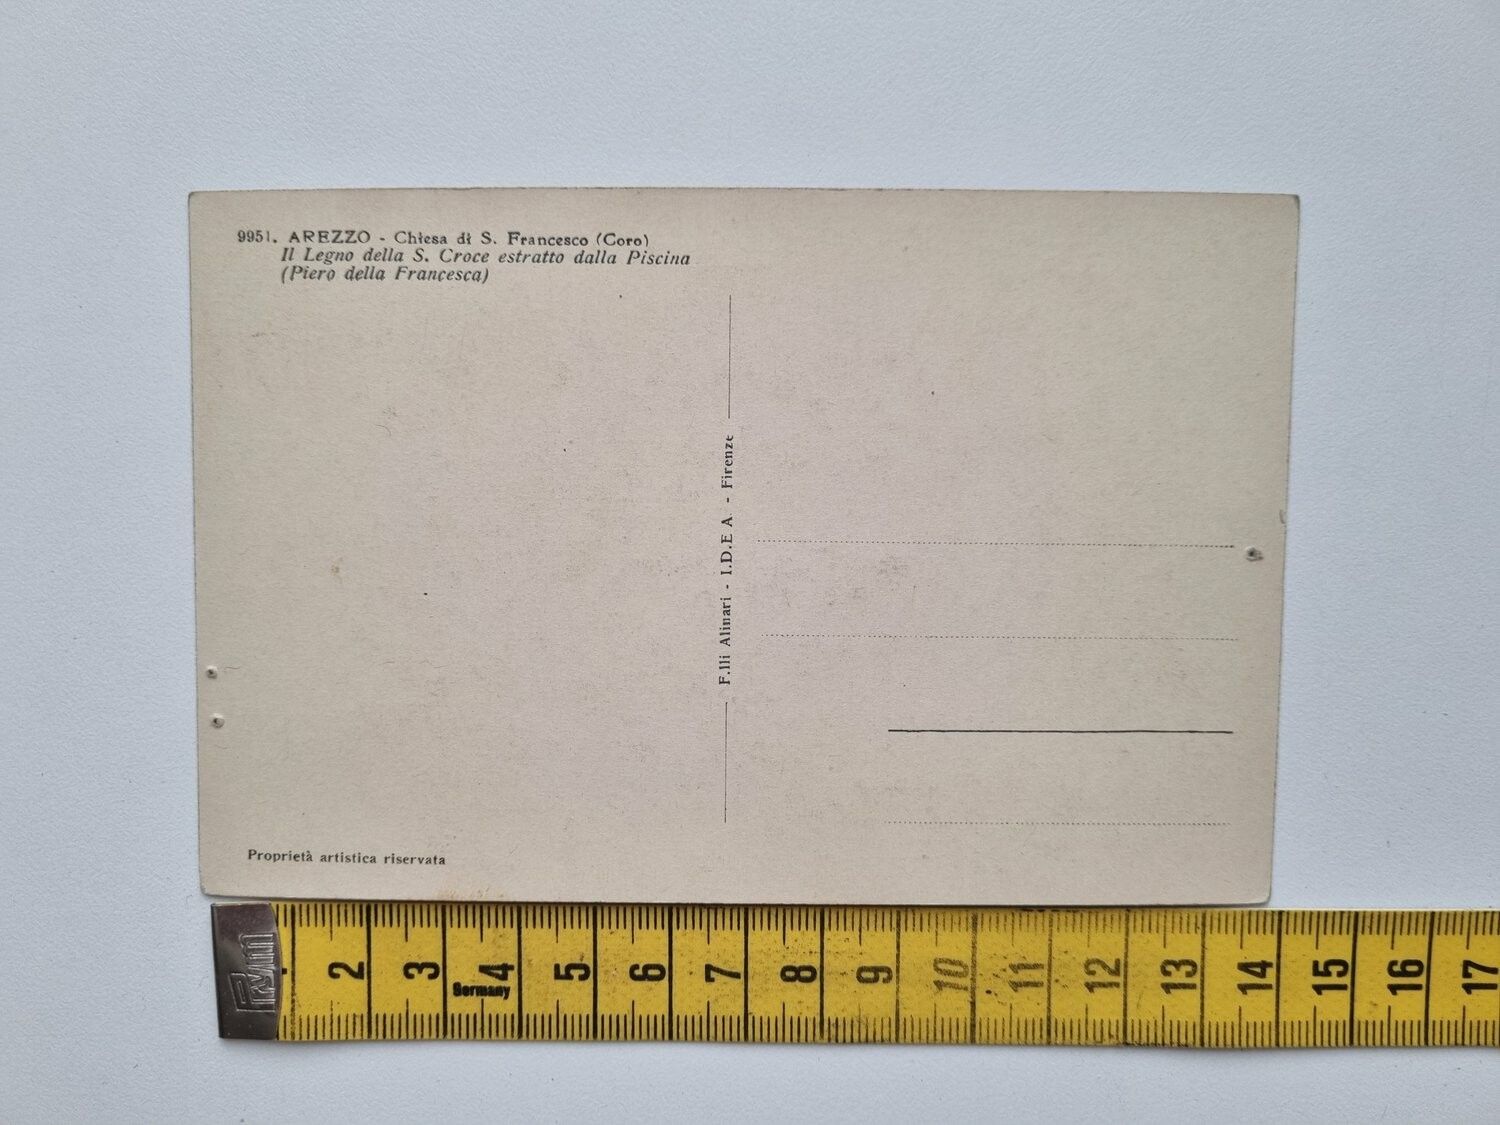 9951. AREZZO - Chiesa di S. Francesco (Coro)
Il Legno della S. Croce estratto dalla Piscina
(Piero della Francesca)
F.lli Alinari - I.D.E A. - Firenze
Proprietà artistica riservata
2 3 4 5 6 7 8 9 10 11 12 13 14 15 16 17
Germany